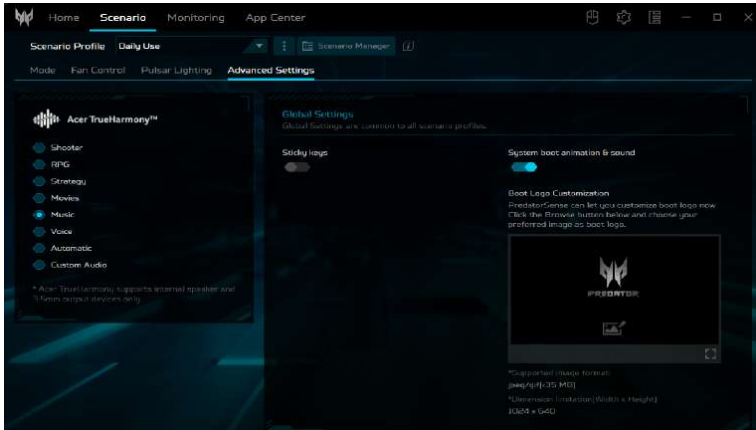 Home Scenario Monitoring App Center
Scenario Profile Daily Use Scenario Manager
Mode Fan Control Pulsar Lighting Advanced Settings
Acer TrueHarmony™
Shooter
RPG
Strategy
Movies
Music
Voice
Automatic
Custom Audio
* Acer TrueHarmony supports internal speaker and
3.5mm output devices only.
Global Settings
Global Settings are common to all scenario profiles.
Sticky keys
System boot animation & sound
Boot Logo Customization
PredatorSense can let you customize boot logo now.
Click the Browse button below and choose your
preferred image as boot logo.
PREDATOR
*Supported image format:
jpeg/gif(<35 MB)
*Dimension limitation(Width x Height)
1024 x 640